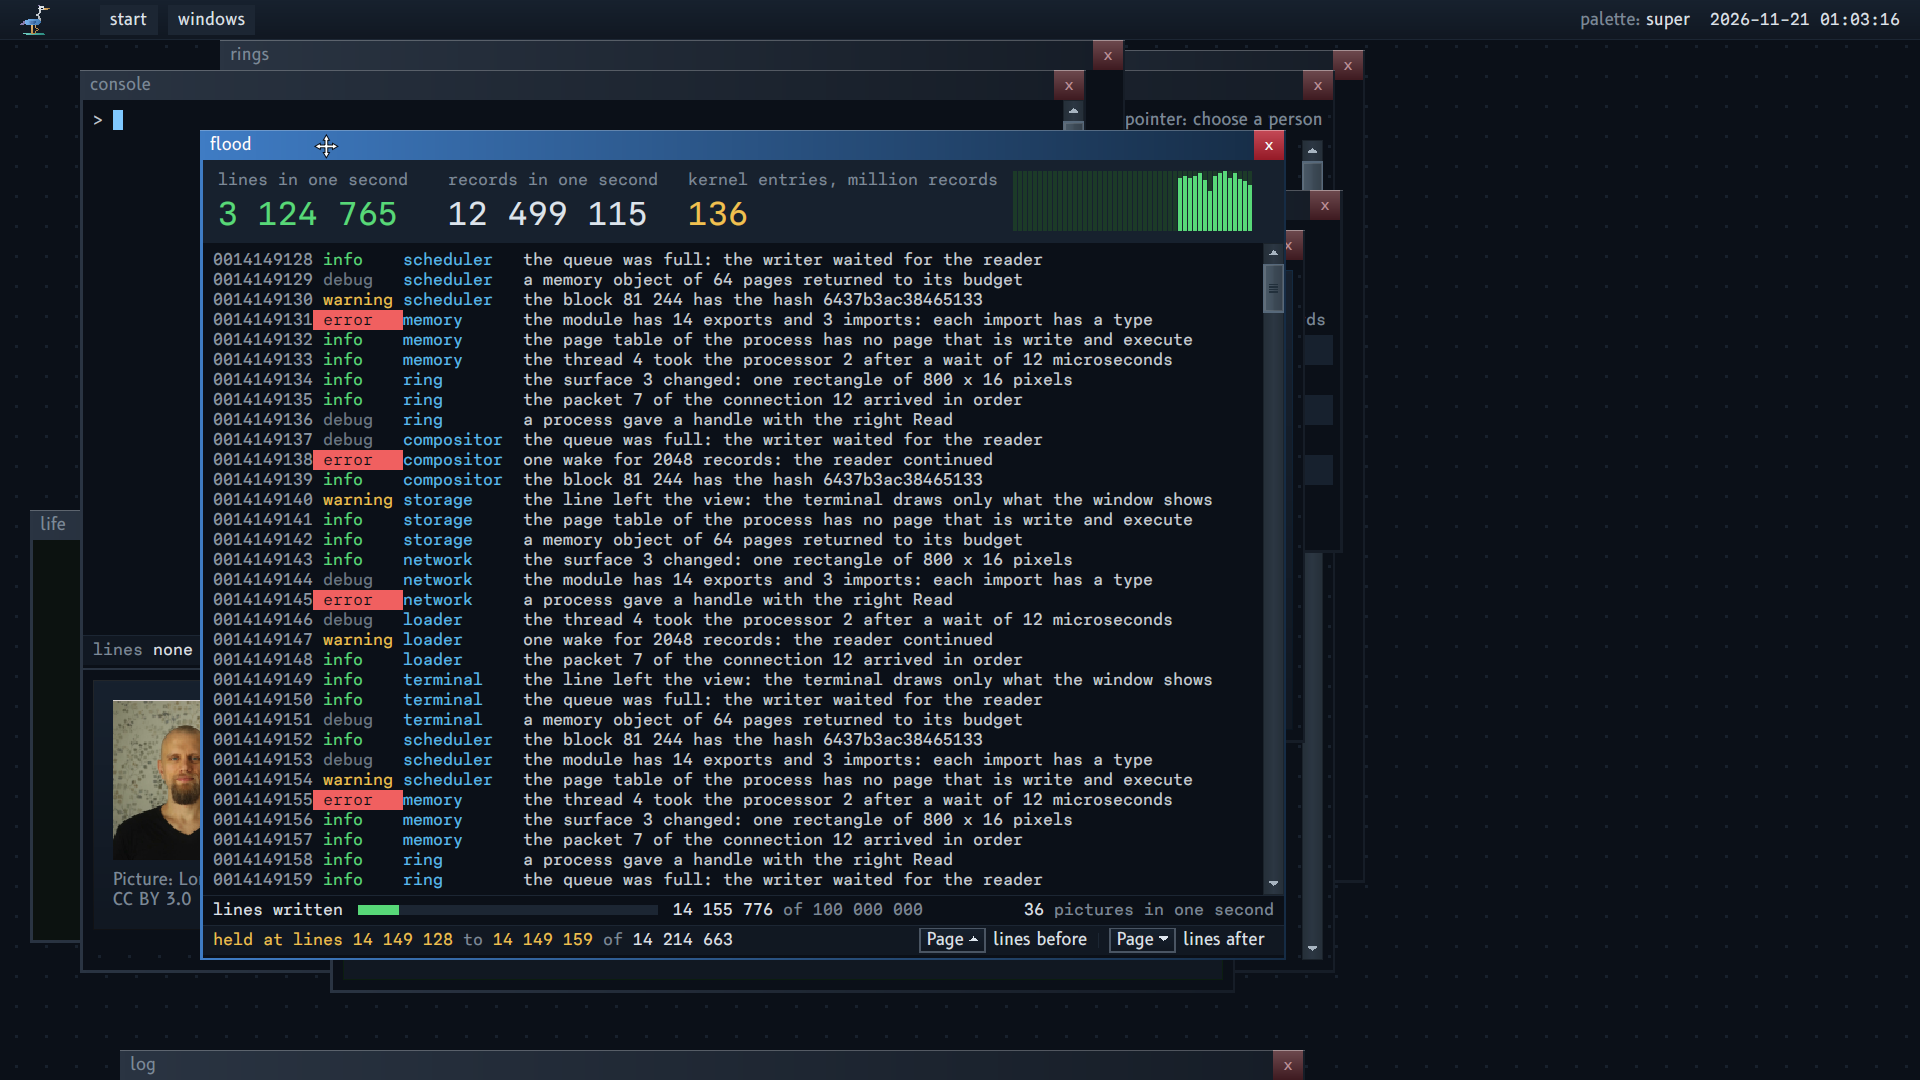 start windows palette: super 2026-11-21 01:03:16
rings x
x
console x
x
> pointer: choose a person
flood x
lines in one second records in one second kernel entries, million records
3 124 765 12 499 115 136
x
x
ds
0014149128 info scheduler the queue was full: the writer waited for the reader
0014149129 debug scheduler a memory object of 64 pages returned to its budget
0014149130 warning scheduler the block 81 244 has the hash 6437b3ac38465133
0014149131 error memory the module has 14 exports and 3 imports: each import has a type
0014149132 info memory the page table of the process has no page that is write and execute
0014149133 info memory the thread 4 took the processor 2 after a wait of 12 microseconds
0014149134 info ring the surface 3 changed: one rectangle of 800 x 16 pixels
0014149135 info ring the packet 7 of the connection 12 arrived in order
0014149136 debug ring a process gave a handle with the right Read
0014149137 debug compositor the queue was full: the writer waited for the reader
0014149138 error compositor one wake for 2048 records: the reader continued
0014149139 info compositor the block 81 244 has the hash 6437b3ac38465133
0014149140 warning storage the line left the view: the terminal draws only what the window shows
0014149141 info storage the page table of the process has no page that is write and execute
0014149142 info storage a memory object of 64 pages returned to its budget
0014149143 info network the surface 3 changed: one rectangle of 800 x 16 pixels
0014149144 debug network the module has 14 exports and 3 imports: each import has a type
0014149145 error network a process gave a handle with the right Read
0014149146 debug loader the thread 4 took the processor 2 after a wait of 12 microseconds
0014149147 warning loader one wake for 2048 records: the reader continued
0014149148 info loader the packet 7 of the connection 12 arrived in order
0014149149 info terminal the line left the view: the terminal draws only what the window shows
0014149150 info terminal the queue was full: the writer waited for the reader
0014149151 debug terminal a memory object of 64 pages returned to its budget
0014149152 info scheduler the block 81 244 has the hash 6437b3ac38465133
0014149153 debug scheduler the module has 14 exports and 3 imports: each import has a type
0014149154 warning scheduler the page table of the process has no page that is write and execute
0014149155 error memory the thread 4 took the processor 2 after a wait of 12 microseconds
0014149156 info memory the surface 3 changed: one rectangle of 800 x 16 pixels
0014149157 info memory the packet 7 of the connection 12 arrived in order
0014149158 info ring a process gave a handle with the right Read
0014149159 info ring the queue was full: the writer waited for the reader
lines written 14 155 776 of 100 000 000 36 pictures in one second
held at lines 14 149 128 to 14 149 159 of 14 214 663 Page lines before Page lines after
life
lines none
Picture: Lo
CC BY 3.0
log x